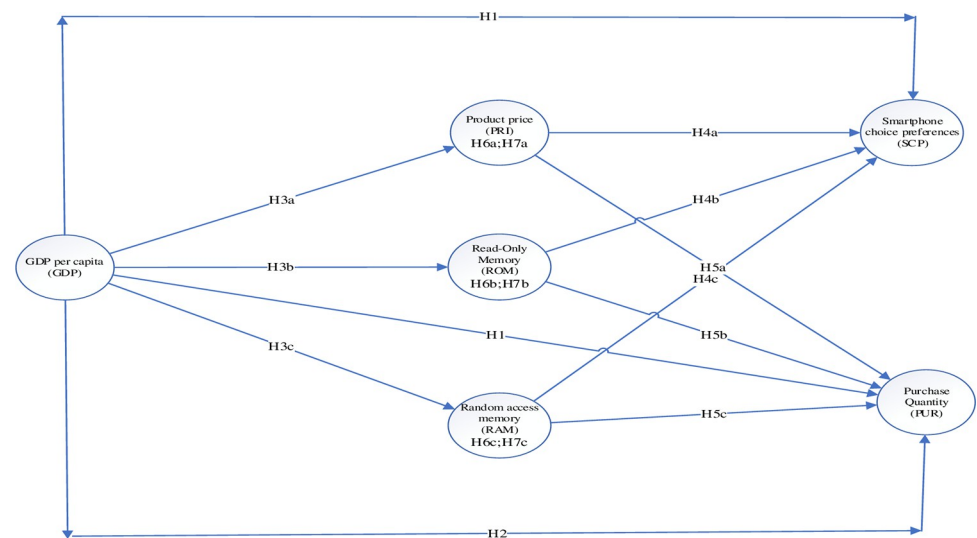 H1
Product price
(PRI)
H6a;H7a
H4a
Smartphone
choice preferences
(SCP)
H3a
H4b
GDP per capita
(GDP)
H3b
Read-Only
Memory
(ROM)
H6b;H7b
H5a
H4c
H1
H5b
H3c
Random access
memory
(RAM)
H6c;H7c
H5c
Purchase
Quantity
(PUR)
H2